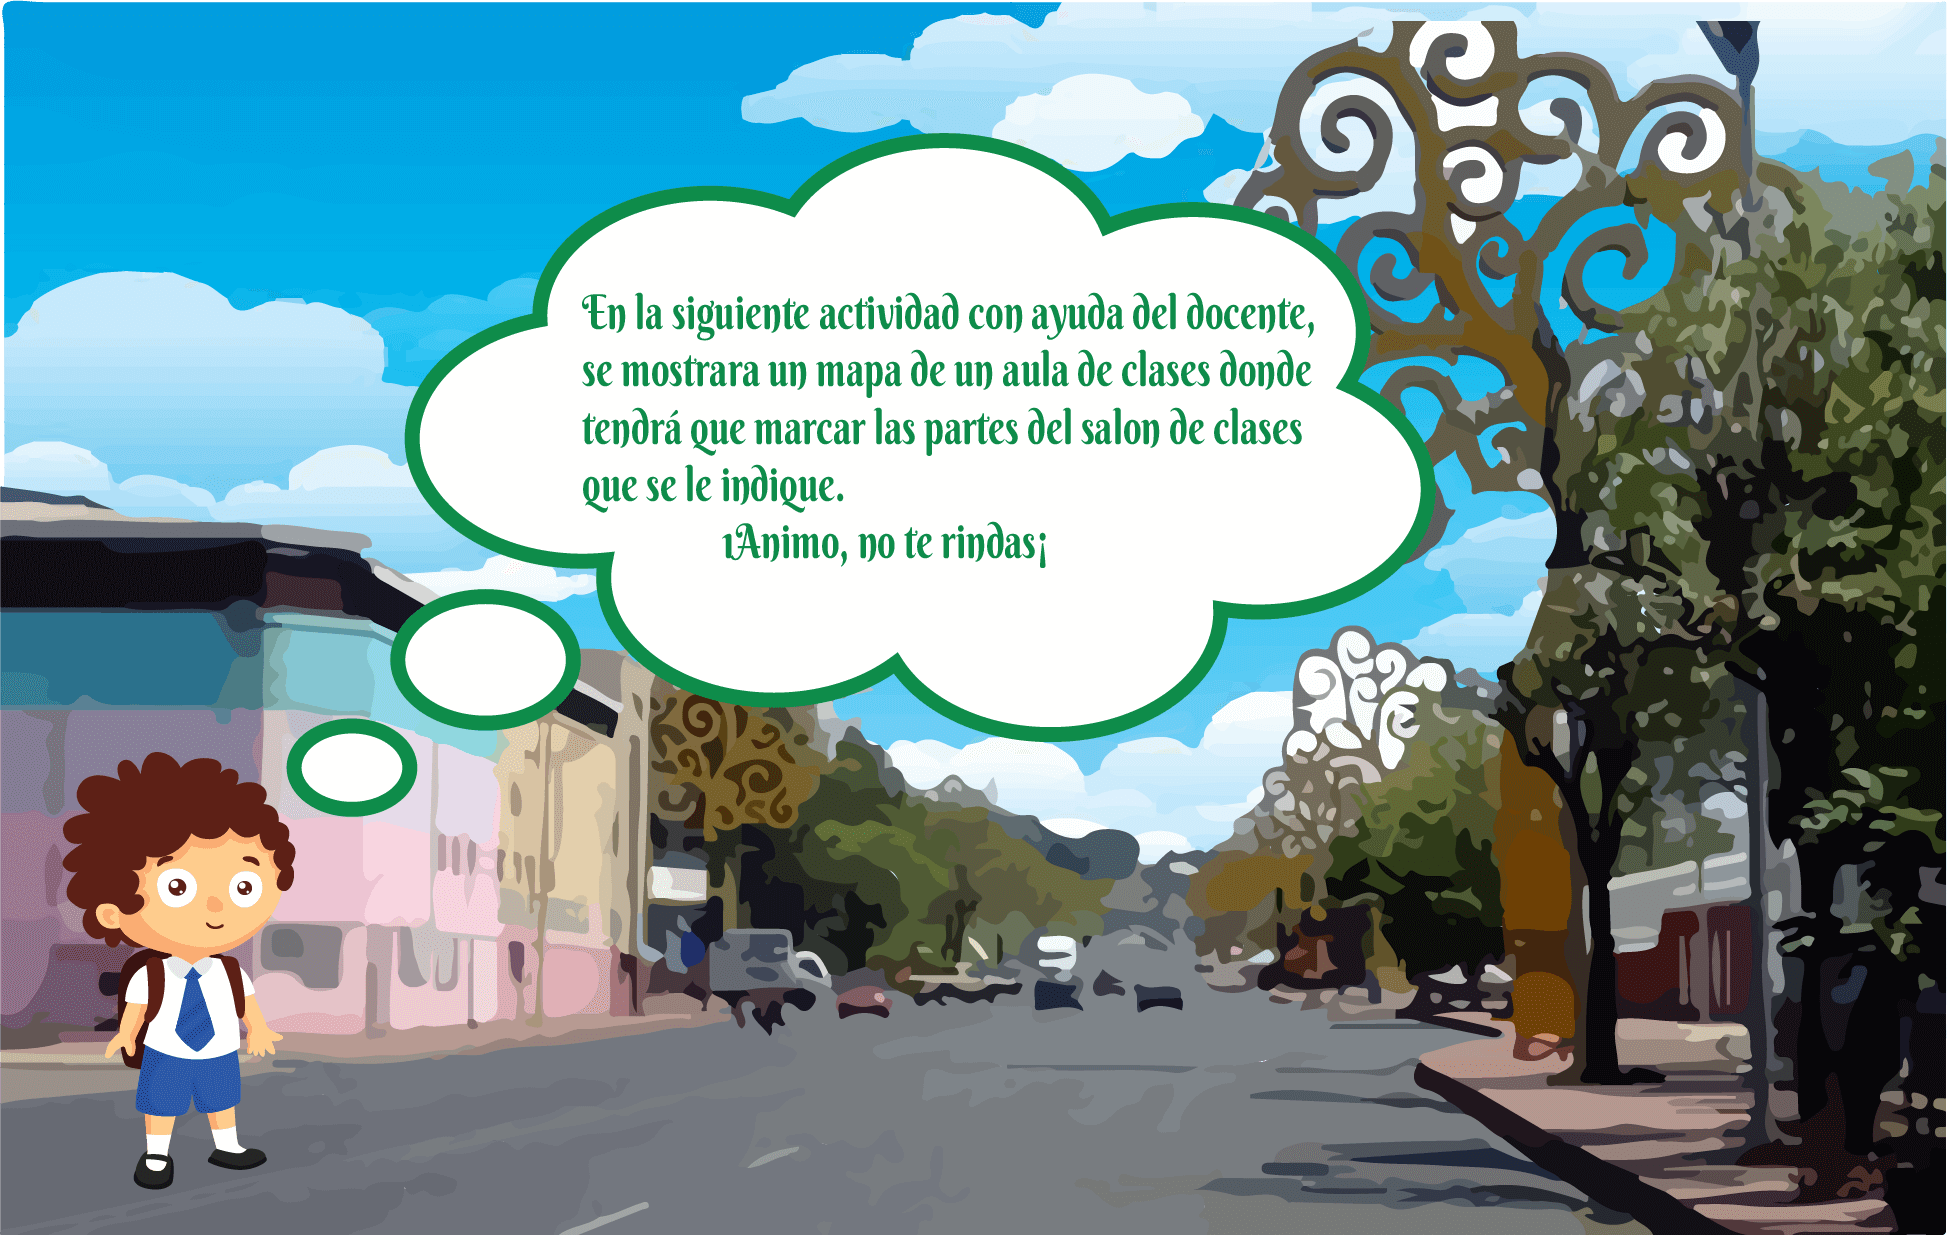 En la siguiente actividad con ayuda del docente,
se mostrara un mapa de un aula de clases donde
tendrá que marcar las partes del salon de clases
que se le indique.
¡Animo, no te rindas¡